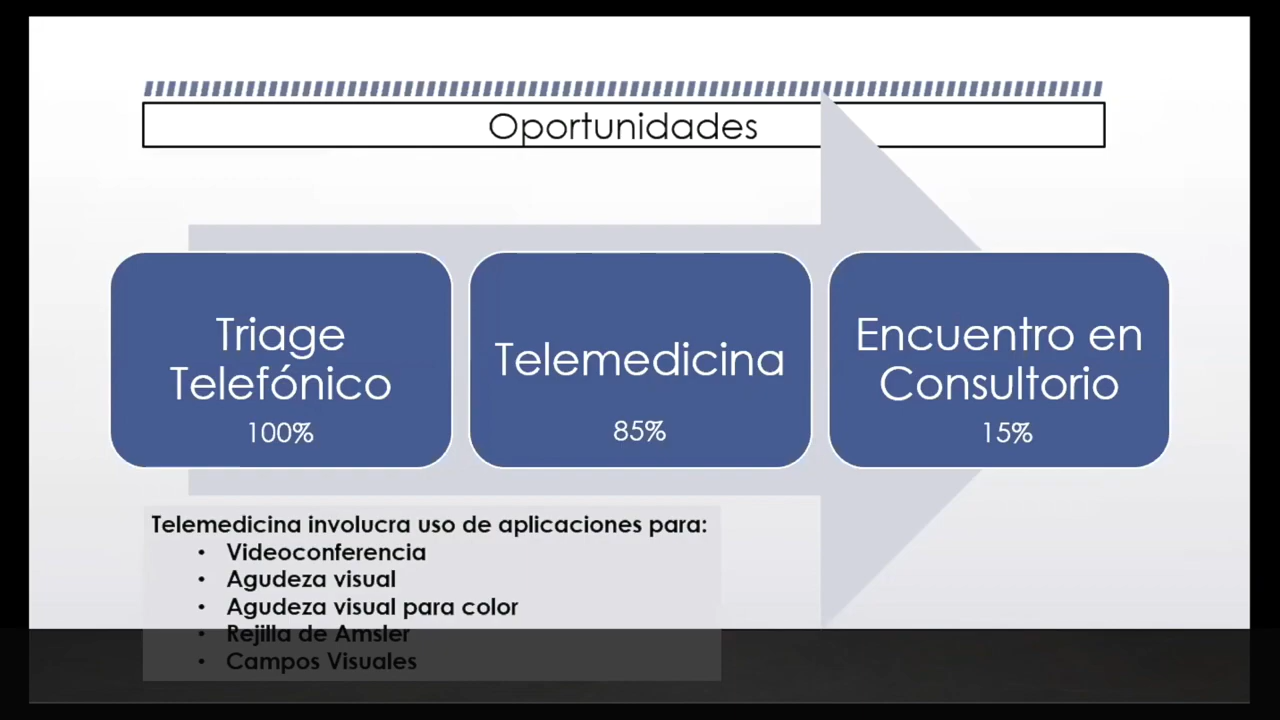 Oportunidades
Triage
Telefónico
100%
Telemedicina
85%
Encuentro en
Consultorio
15%
Telemedicina involucra uso de aplicaciones para:
• Videoconferencia
• Agudeza visual
• Agudeza visual para color
• Rejilla de Amsler
• Campos Visuales